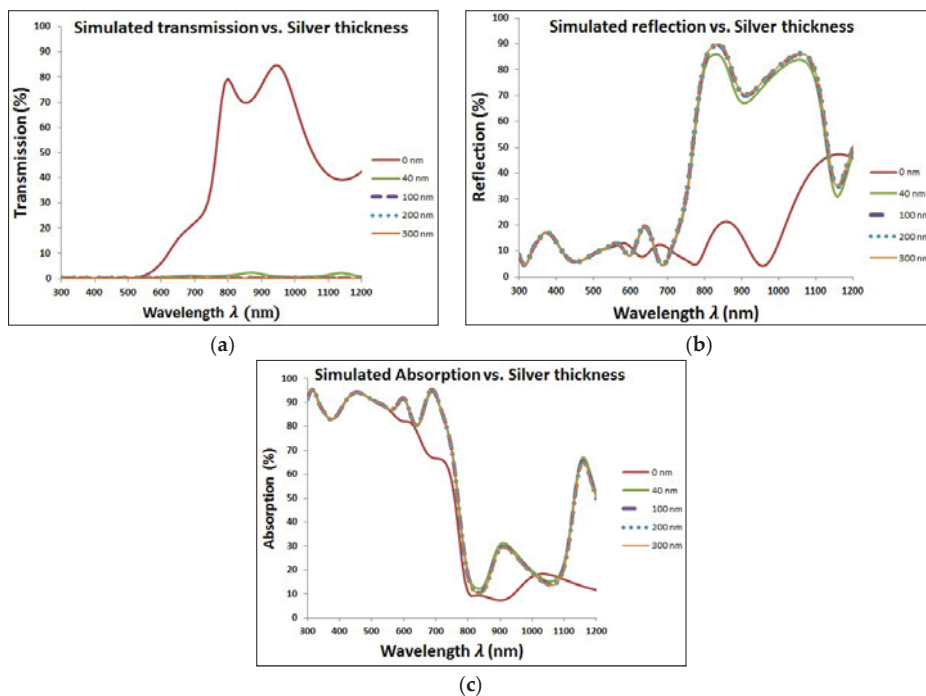 Simulated transmission vs. Silver thickness
Transmission (%)
100
90
80
70
60
50
40
30
20
10
0
300 400 500 600 700 800 900 1000 1100 1200
Wavelength λ (nm)
0 nm
40 nm
100 nm
200 nm
300 nm
(a)
Simulated reflection vs. Silver thickness
Reflection (%)
100
90
80
70
60
50
40
30
20
10
0
300 400 500 600 700 800 900 1000 1100 1200
Wavelength λ (nm)
0 nm
40 nm
100 nm
200 nm
300 nm
(b)
Simulated Absorption vs. Silver thickness
Absorption (%)
100
90
80
70
60
50
40
30
20
10
0
300 400 500 600 700 800 900 1000 1100 1200
Wavelength λ (nm)
0 nm
40 nm
100 nm
200 nm
300 nm
(c)